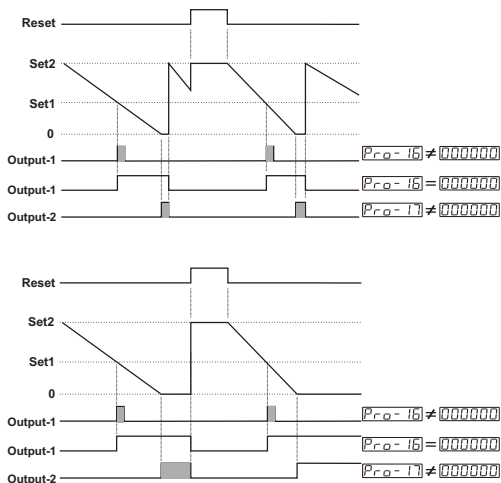 Reset
Set2
Set1
0
Output-1 Pro-16 ≠ 000000
Output-1 Pro-16 = 000000
Output-2 Pro-17 ≠ 000000
Reset
Set2
Set1
0
Output-1 Pro-16 ≠ 000000
Output-1 Pro-16 = 000000
Output-2 Pro-17 ≠ 000000